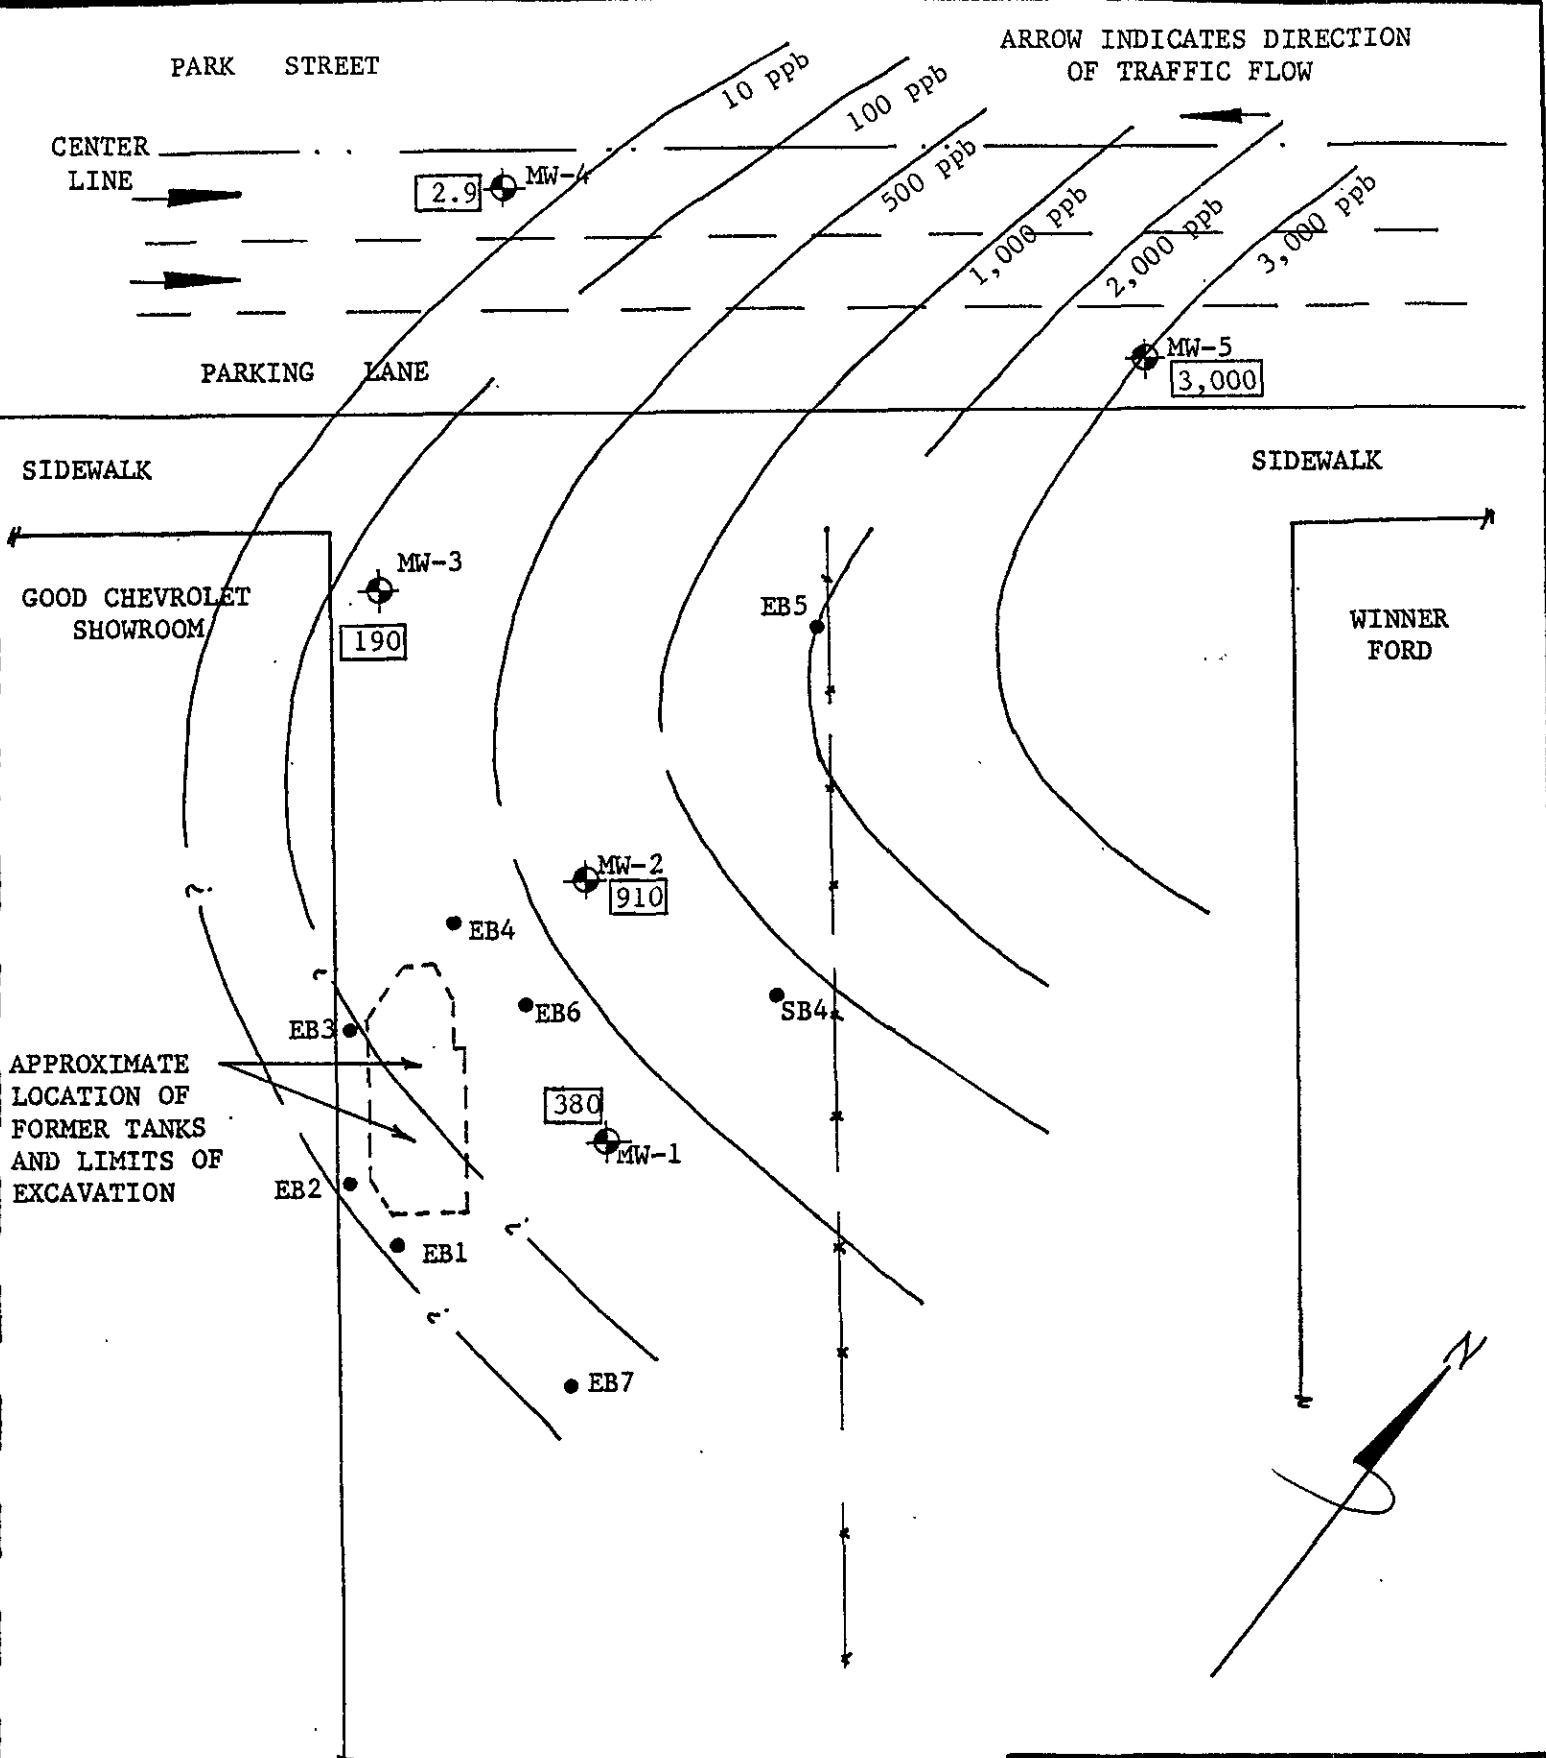 PARK STREET
ARROW INDICATES DIRECTION
OF TRAFFIC FLOW
10 ppb
100 ppb
500 ppb
1,000 ppb
2,000 ppb
3,000 ppb
CENTER
LINE
2.9
MW-4
PARKING LANE
MW-5
3,000
SIDEWALK
SIDEWALK
MW-3
GOOD CHEVROLET
SHOWROOM
190
EB5
WINNER
FORD
MW-2
910
?
EB4
?
EB6
SB4
EB3
APPROXIMATE
LOCATION OF
FORMER TANKS
AND LIMITS OF
EXCAVATION
380
MW-1
EB2
?
EB1
?
EB7
N